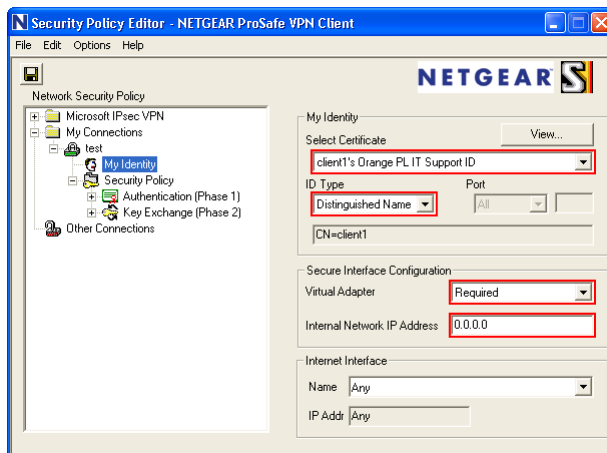 Security Policy Editor - NETGEAR ProSafe VPN Client
File Edit Options Help
NETGEAR
Network Security Policy
Microsoft IPsec VPN
My Connections
test
My Identity
Security Policy
Authentication (Phase 1)
Key Exchange (Phase 2)
Other Connections
My Identity
Select Certificate
View...
client1's Orange PL IT Support ID
ID Type Port
Distinguished Name All
CN=client1
Secure Interface Configuration
Virtual Adapter Required
Internal Network IP Address 0.0.0.0
Internet Interface
Name Any
IP Addr Any